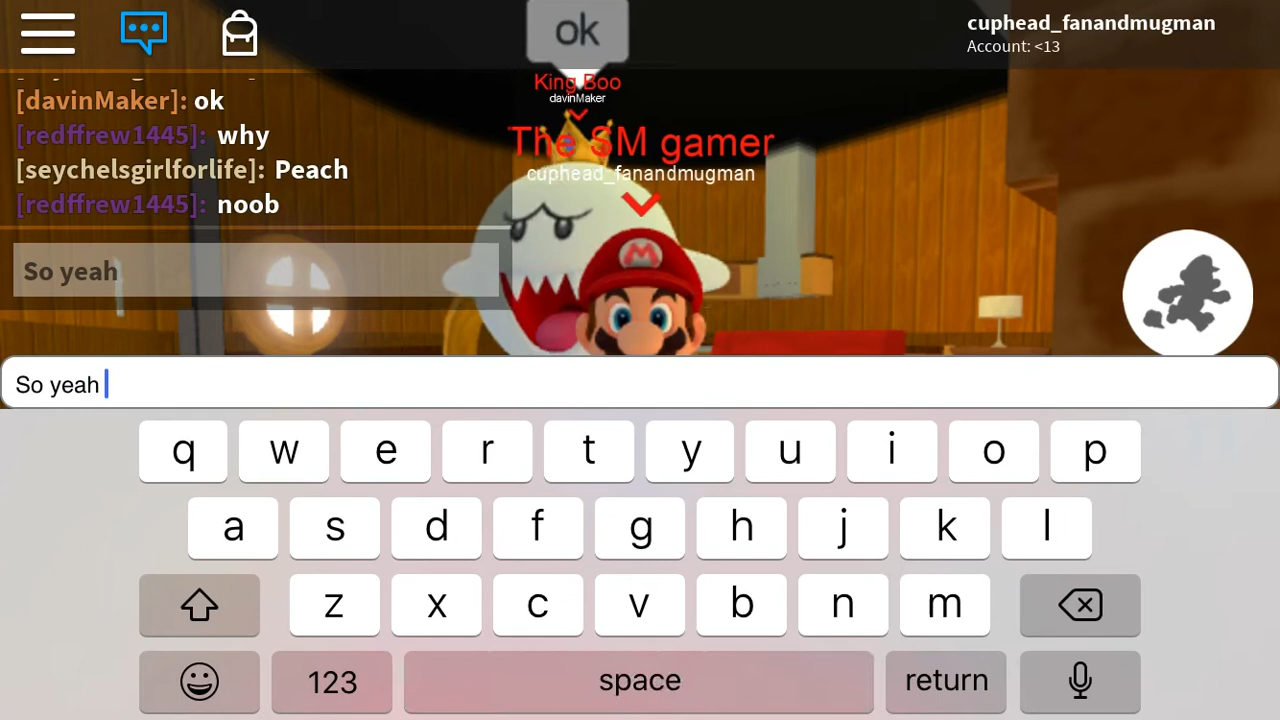 ok
cuphead_fanandmugman
Account: <13
King Boo
davinMaker
[davinMaker]: ok
[redffrew1445]: why
[seychelsgirlforlife]: Peach
[redffrew1445]: noob
The SM gamer
cuphead_fanandmugman
M
So yeah
So yeah
q w e r t y u i o p
a s d f g h j k l
z x c v b n m
123 space return